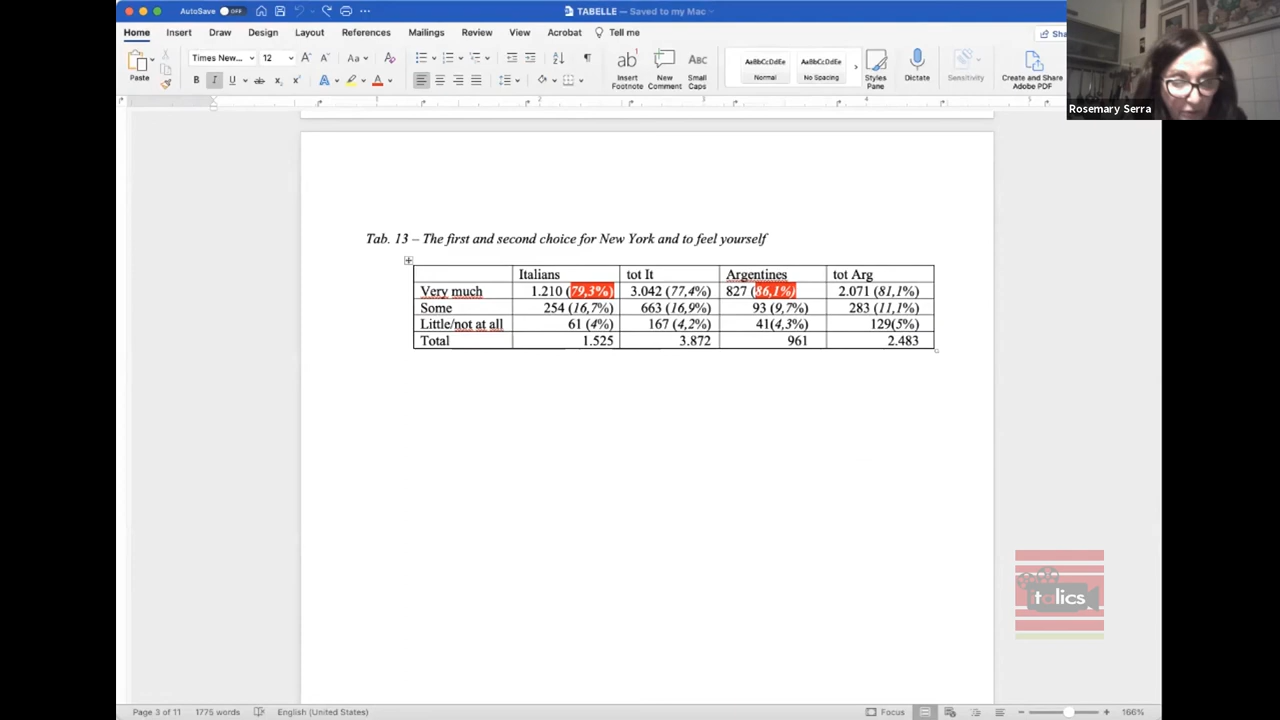 AutoSave OFF
TABELLE — Saved to my Mac
Home Insert Draw Design Layout References Mailings Review View Acrobat Tell me
Sha
Times New... 12
Paste
Insert Footnote
New Comment
Small Caps
AaBbCcDdEe Normal
AaBbCcDdEe No Spacing
Styles Pane
Dictate
Sensitivity
Create and Share Adobe PDF
Rosemary Serra
Tab. 13 – The first and second choice for New York and to feel yourself
Italians tot It Argentines tot Arg
Very much 1.210 (79,3%) 3.042 (77,4%) 827 (86,1%) 2.071 (81,1%)
Some 254 (16,7%) 663 (16,9%) 93 (9,7%) 283 (11,1%)
Little/not at all 61 (4%) 167 (4,2%) 41(4,3%) 129(5%)
Total 1.525 3.872 961 2.483
italics
Page 3 of 11 1775 words English (United States) Focus 166%